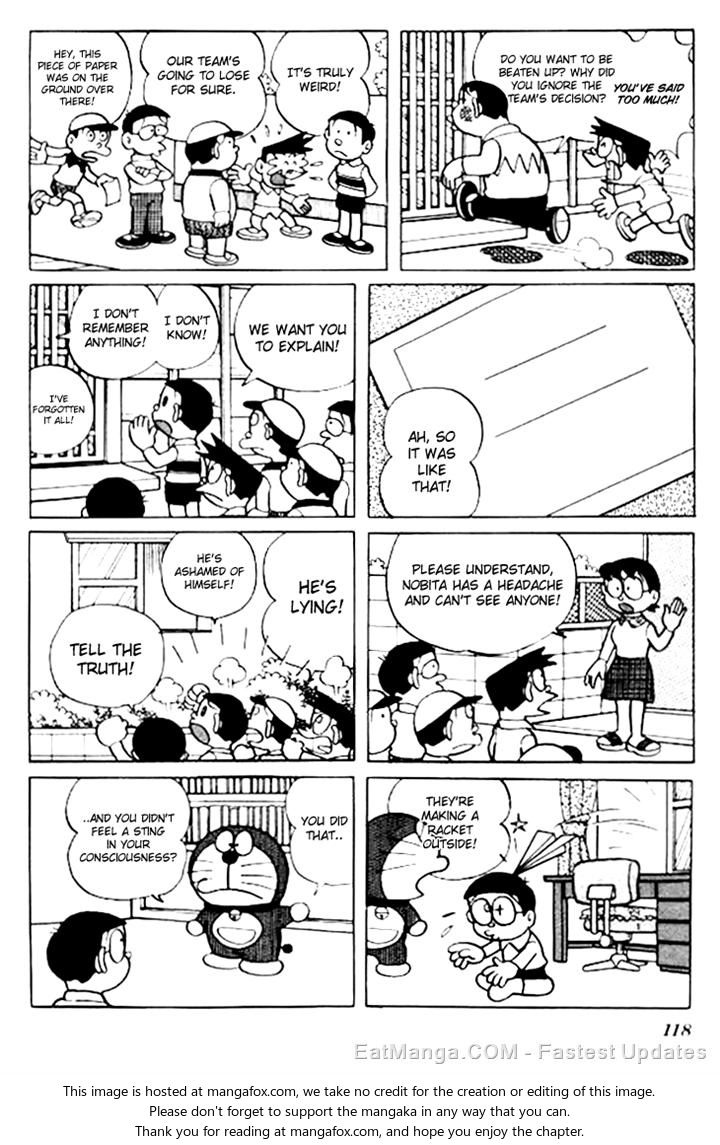 HEY, THIS
PIECE OF PAPER
WAS ON THE
GROUND OVER
THERE!
OUR TEAM'S
GOING TO LOSE
FOR SURE.
IT'S TRULY
WEIRD!
DO YOU WANT TO BE
BEATEN UP? WHY DID
YOU IGNORE THE
TEAM'S DECISION?
YOU'VE SAID
TOO MUCH!
I DON'T
REMEMBER
ANYTHING!
I DON'T
KNOW!
WE WANT YOU
TO EXPLAIN!
I'VE
FORGOTTEN
IT ALL!
AH, SO
IT WAS
LIKE
THAT!
HE'S
ASHAMED OF
HIMSELF!
HE'S
LYING!
TELL THE
TRUTH!
PLEASE UNDERSTAND,
NOBITA HAS A HEADACHE
AND CAN'T SEE ANYONE!
..AND YOU DIDN'T
FEEL A STING
IN YOUR
CONSCIOUSNESS?
YOU DID
THAT..
THEY'RE
MAKING A
RACKET
OUTSIDE!
118
EatManga.COM - Fastest Updates
This image is hosted at mangafox.com, we take no credit for the creation or editing of this image.
Please don't forget to support the mangaka in any way that you can.
Thank you for reading at mangafox.com, and hope you enjoy the chapter.